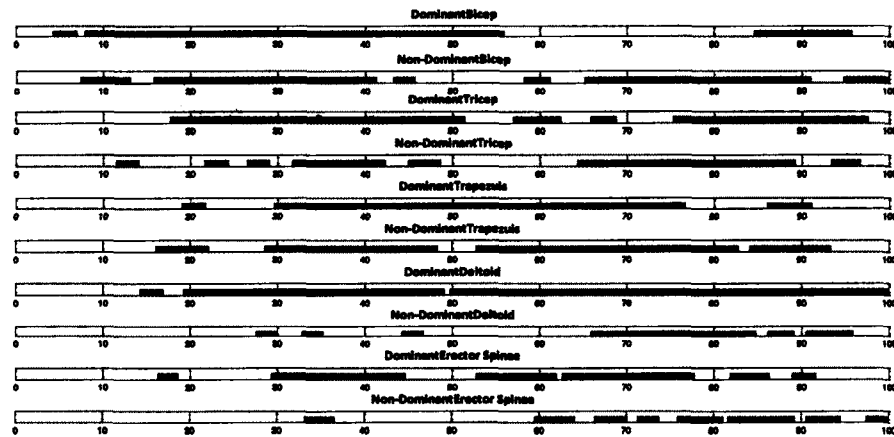 DominantBicep
0 10 20 30 40 50 60 70 80 90 100
Non-DominantBicep
0 10 20 30 40 50 60 70 80 90 100
DominantTricep
0 10 20 30 40 50 60 70 80 90 100
Non-DominantTricep
0 10 20 30 40 50 60 70 80 90 100
DominantTrapezuis
0 10 20 30 40 50 60 70 80 90 100
Non-DominantTrapezuis
0 10 20 30 40 50 60 70 80 90 100
DominantDeltoid
0 10 20 30 40 50 60 70 80 90 100
Non-DominantDeltoid
0 10 20 30 40 50 60 70 80 90 100
DominantErector Spinae
0 10 20 30 40 50 60 70 80 90 100
Non-DominantErector Spinae
0 10 20 30 40 50 60 70 80 90 100